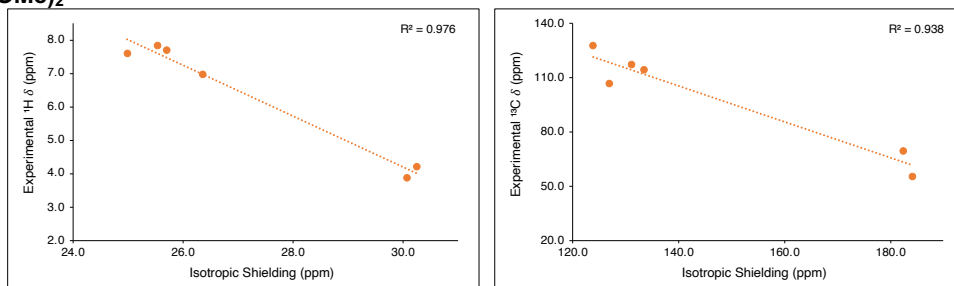 R² = 0.976
8.0
7.0
6.0
5.0
4.0
3.0
2.0
24.0 26.0 28.0 30.0
Experimental ¹H δ (ppm)
Isotropic Shielding (ppm)
R² = 0.938
140.0
110.0
80.0
50.0
20.0
120.0 140.0 160.0 180.0
Experimental ¹³C δ (ppm)
Isotropic Shielding (ppm)